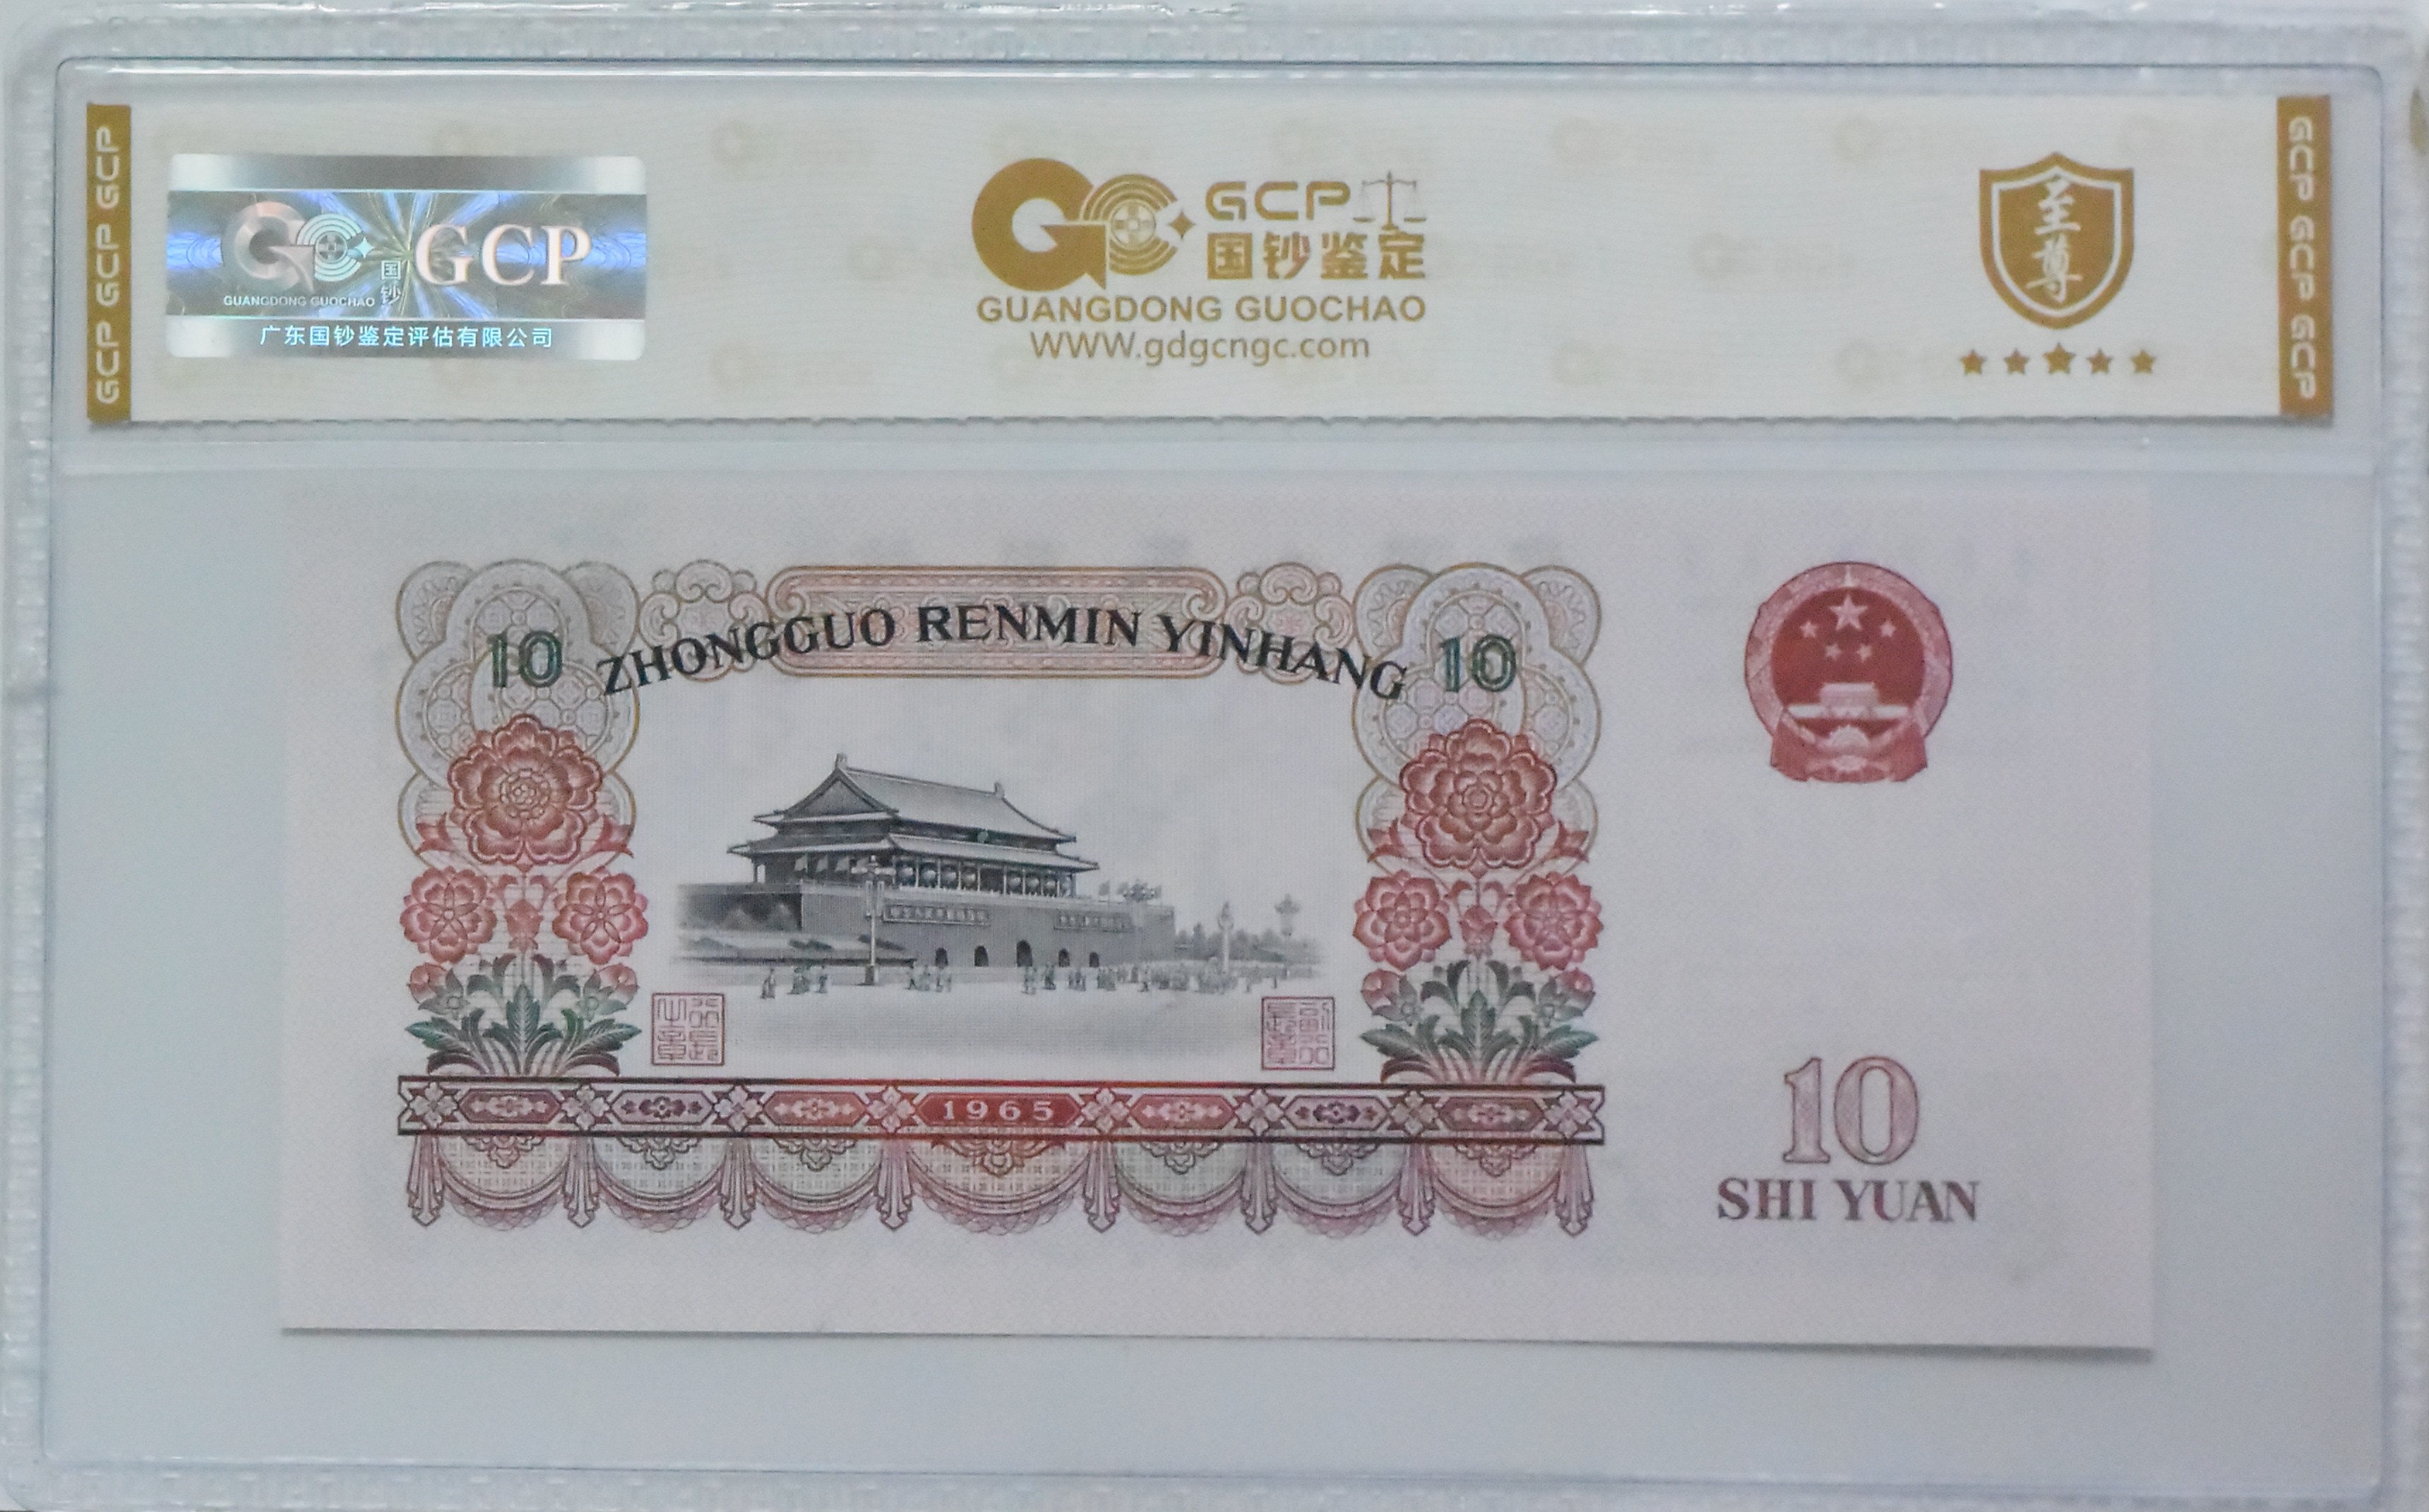 GCP GCP GCP
GCP
国钞
GUANGDONG GUOCHAO
广东国钞鉴定评估有限公司
GCP
国钞鉴定
GUANGDONG GUOCHAO
WWW.gdgcngc.com
至尊
GCP GCP GCP
10 ZHONGGUO RENMIN YINHANG 10
1965
10
SHI YUAN